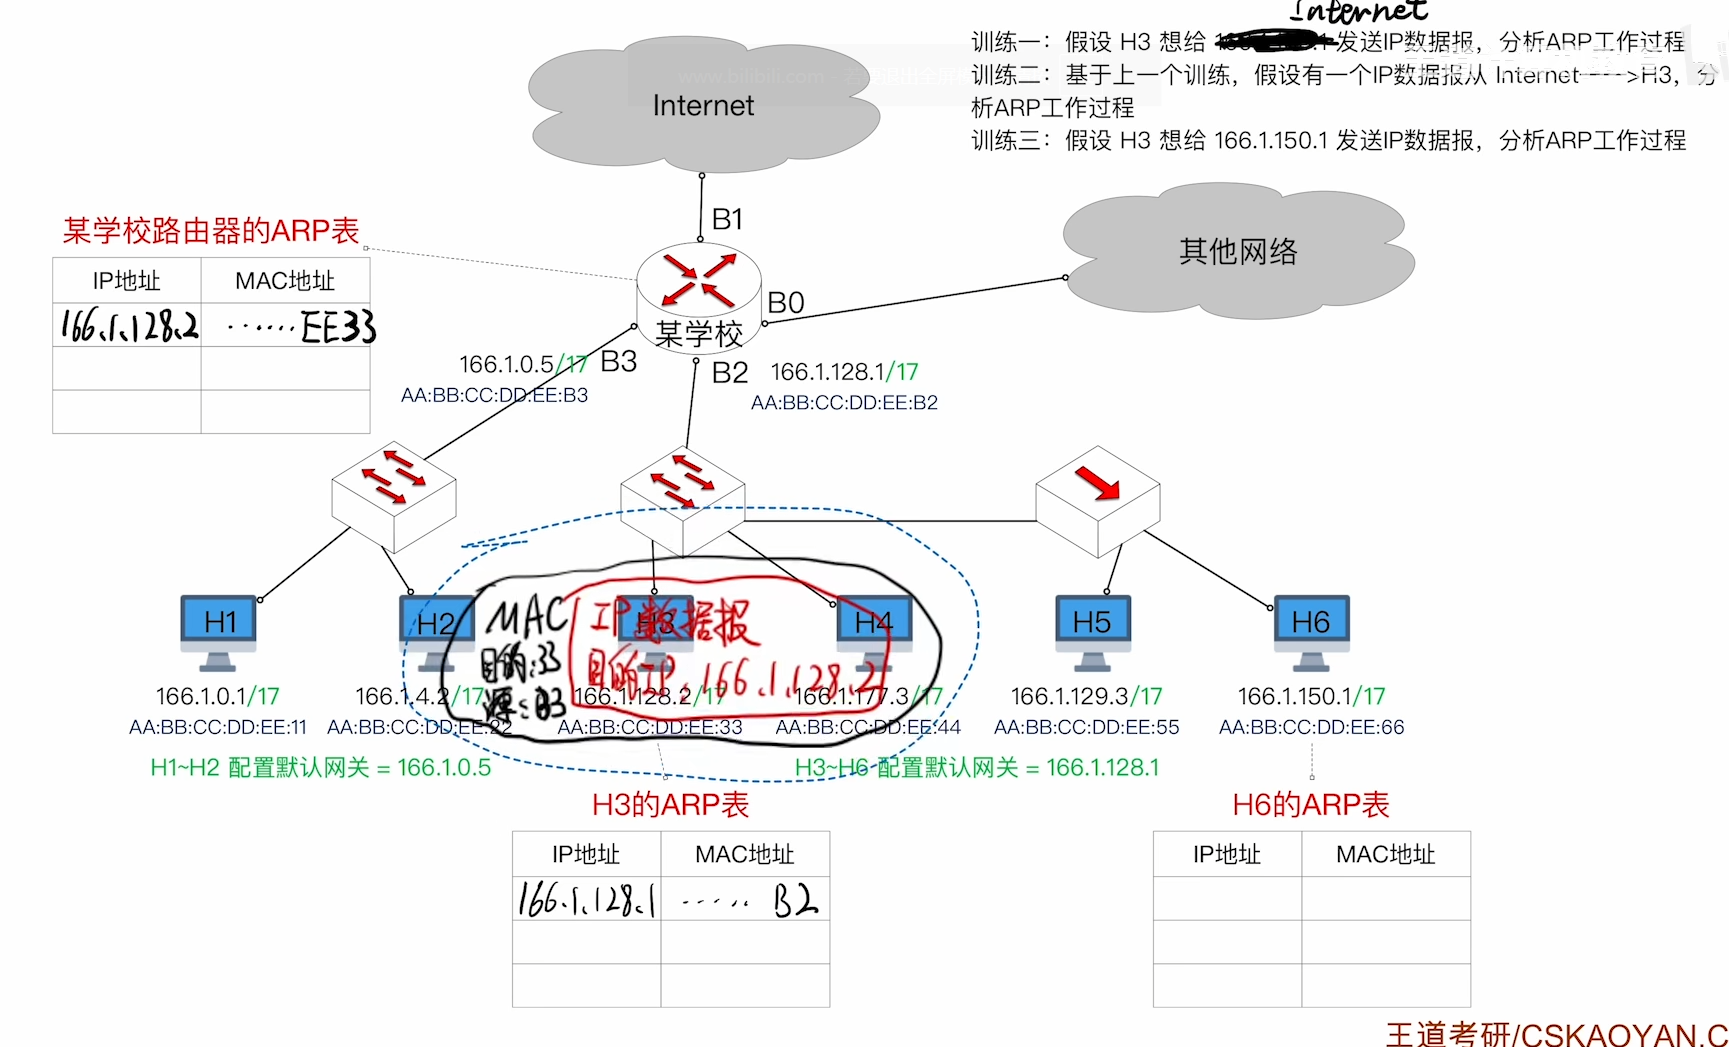 Internet
训练一：假设 H3 想给 发送IP数据报，分析ARP工作过程
训练二：基于上一个训练，假设有一个IP数据报从 Internet---->H3，分
析ARP工作过程
训练三：假设 H3 想给 166.1.150.1 发送IP数据报，分析ARP工作过程
www.bilibili.com
Internet
B1
其他网络
某学校路由器的ARP表
IP地址 MAC地址
166.1.128.2 ......EE33
B0
某学校
B3
B2
166.1.0.5/17
AA:BB:CC:DD:EE:B3
166.1.128.1/17
AA:BB:CC:DD:EE:B2
H1
H2
H3
H4
H5
H6
MAC
目的:33
源:B3
IP数据报
目的IP:166.1.128.2
166.1.0.1/17
166.1.4.2/17
166.1.128.2/17
166.1.177.3/17
166.1.129.3/17
166.1.150.1/17
AA:BB:CC:DD:EE:11
AA:BB:CC:DD:EE:22
AA:BB:CC:DD:EE:33
AA:BB:CC:DD:EE:44
AA:BB:CC:DD:EE:55
AA:BB:CC:DD:EE:66
H1~H2 配置默认网关 = 166.1.0.5
H3~H6 配置默认网关 = 166.1.128.1
H3的ARP表
IP地址 MAC地址
166.1.128.1 ...... B2
H6的ARP表
IP地址 MAC地址
王道考研/CSKAOYAN.C